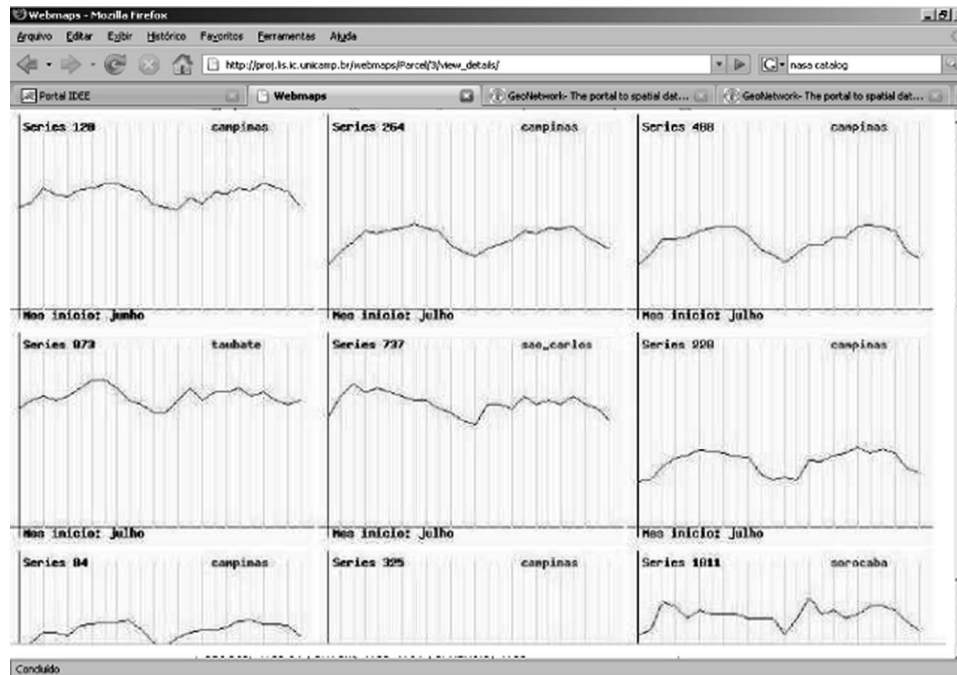 Webmaps - Mozilla Firefox
Arquivo Editar Exibir Histórico Favoritos Ferramentas Ajuda
http://proj.lis.ic.unicamp.br/webmaps/Parcel/3/view_details/
nasa catalog
Portal IDEE
Webmaps
GeoNetwork- The portal to spatial dat...
GeoNetwork- The portal to spatial dat...
Series 120 campinas
Series 264 campinas
Series 408 campinas
Mes inicio: junho
Mes inicio: julho
Mes inicio: julho
Series 873 taubate
Series 737 sao_carlos
Series 220 campinas
Mes inicio: julho
Mes inicio: julho
Mes inicio: julho
Series 84 campinas
Series 325 campinas
Series 1011 sorocaba
Concluído